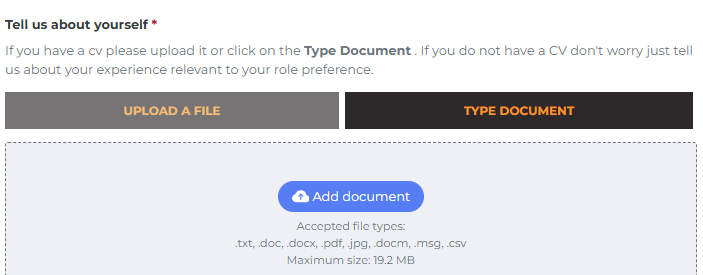 Tell us about yourself *
If you have a cv please upload it or click on the Type Document . If you do not have a CV don't worry just tell
us about your experience relevant to your role preference.
UPLOAD A FILE
TYPE DOCUMENT
Add document
Accepted file types:
.txt, .doc, .docx, .pdf, .jpg, .docm, .msg, .csv
Maximum size: 19.2 MB